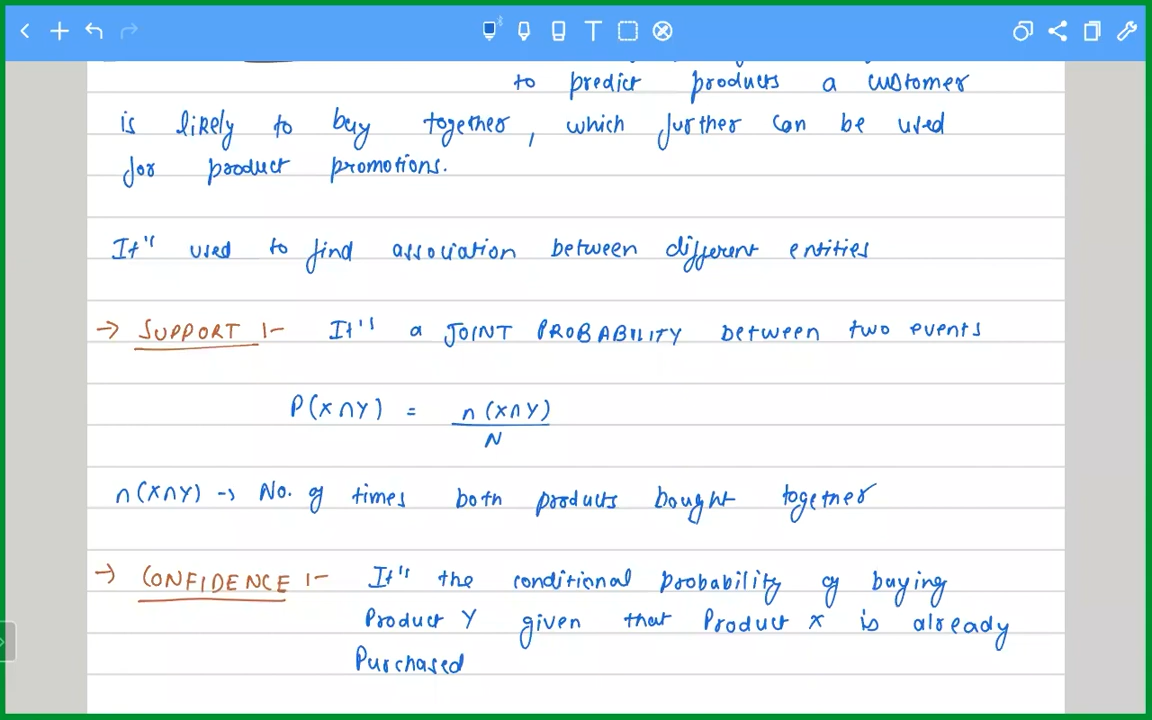 to predict products a customer
is likely to buy together, which further can be used
for product promotions.
It's used to find association between different entities
→ SUPPORT :- It's a JOINT PROBABILITY between two events
P(X∩Y) = n(X∩Y)
N
n(X∩Y) → No. of times both products bought together
→ CONFIDENCE :- It's the conditional probability of buying
Product Y given that Product X is already
Purchased